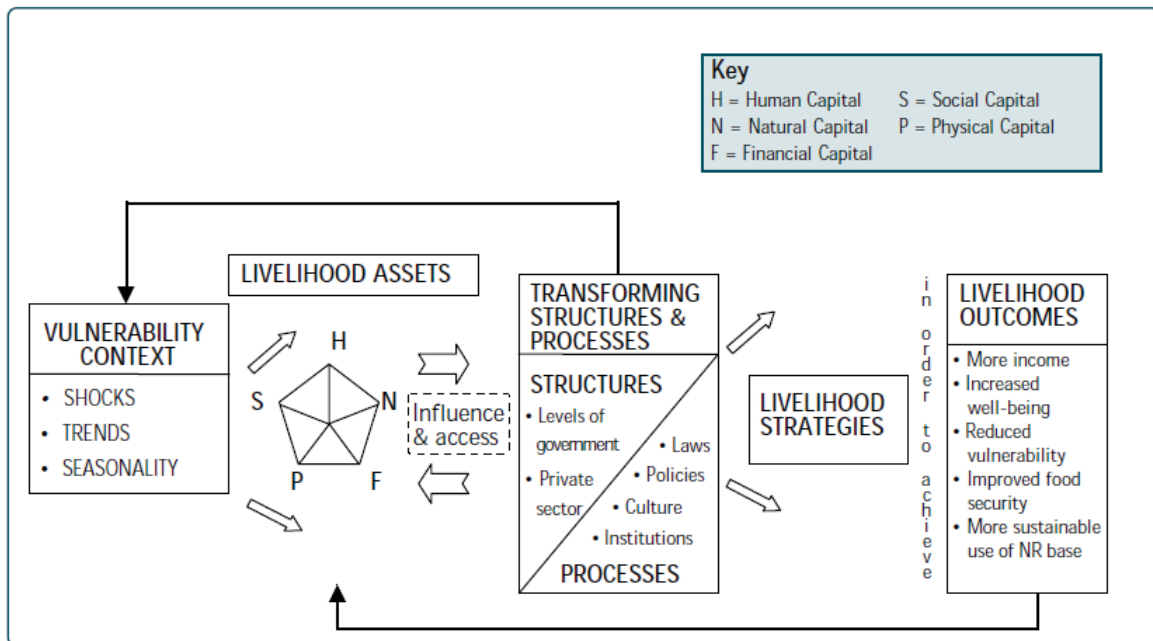 Key
H = Human Capital S = Social Capital
N = Natural Capital P = Physical Capital
F = Financial Capital
LIVELIHOOD ASSETS
VULNERABILITY
CONTEXT
• SHOCKS
• TRENDS
• SEASONALITY
H
S
N
P
F
Influence
& access
TRANSFORMING
STRUCTURES &
PROCESSES
STRUCTURES
• Levels of
government
• Private
sector
• Laws
• Policies
• Culture
• Institutions
PROCESSES
LIVELIHOOD
STRATEGIES
in order to achieve
LIVELIHOOD
OUTCOMES
• More income
• Increased
well-being
• Reduced
vulnerability
• Improved food
security
• More sustainable
use of NR base